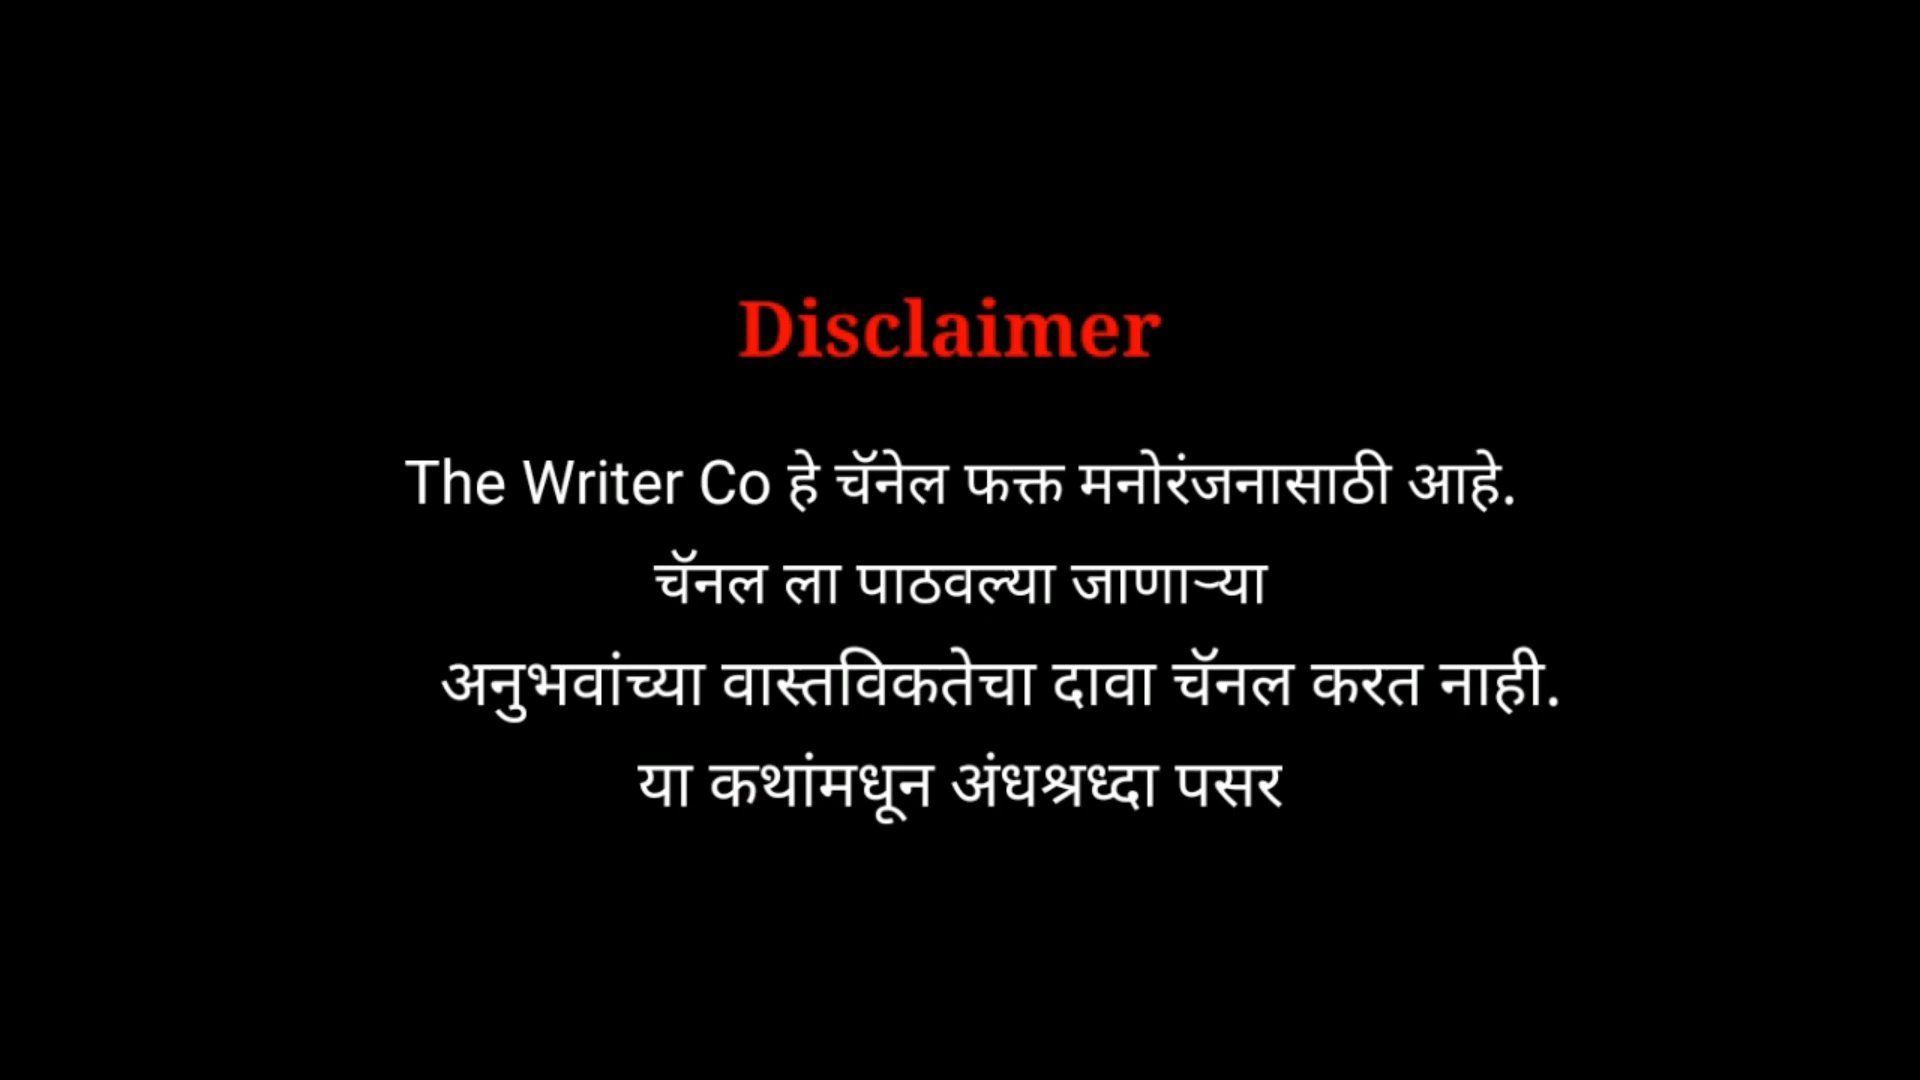 Disclaimer
The Writer Co हे चॅनेल फक्त मनोरंजनासाठी आहे.
चॅनल ला पाठवल्या जाणाऱ्या
अनुभवांच्या वास्तविकतेचा दावा चॅनल करत नाही.
या कथांमधून अंधश्रध्दा पसर